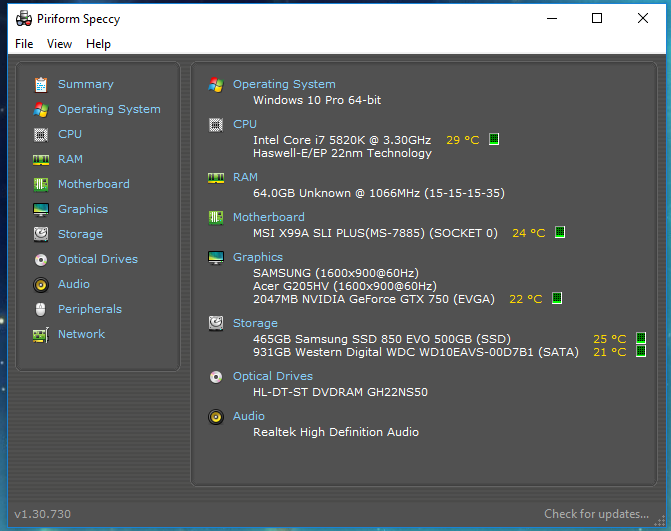 Piriform Speccy
File View Help
Summary
Operating System
CPU
RAM
Motherboard
Graphics
Storage
Optical Drives
Audio
Peripherals
Network
Operating System
Windows 10 Pro 64-bit
CPU
Intel Core i7 5820K @ 3.30GHz 29 °C
Haswell-E/EP 22nm Technology
RAM
64.0GB Unknown @ 1066MHz (15-15-15-35)
Motherboard
MSI X99A SLI PLUS(MS-7885) (SOCKET 0) 24 °C
Graphics
SAMSUNG (1600x900@60Hz)
Acer G205HV (1600x900@60Hz)
2047MB NVIDIA GeForce GTX 750 (EVGA) 22 °C
Storage
465GB Samsung SSD 850 EVO 500GB (SSD) 25 °C
931GB Western Digital WDC WD10EAVS-00D7B1 (SATA) 21 °C
Optical Drives
HL-DT-ST DVDRAM GH22NS50
Audio
Realtek High Definition Audio
v1.30.730
Check for updates...